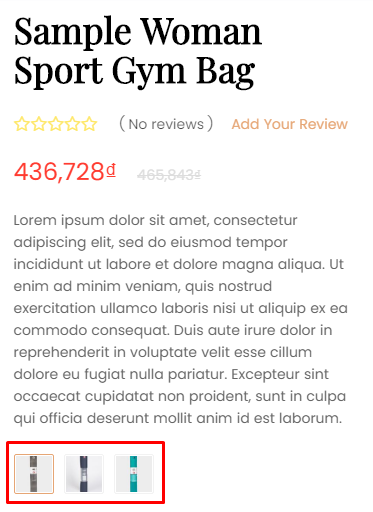 Sample Woman
Sport Gym Bag
( No reviews ) Add Your Review
436,728₫ 465,843₫
Lorem ipsum dolor sit amet, consectetur
adipiscing elit, sed do eiusmod tempor
incididunt ut labore et dolore magna aliqua. Ut
enim ad minim veniam, quis nostrud
exercitation ullamco laboris nisi ut aliquip ex ea
commodo consequat. Duis aute irure dolor in
reprehenderit in voluptate velit esse cillum
dolore eu fugiat nulla pariatur. Excepteur sint
occaecat cupidatat non proident, sunt in culpa
qui officia deserunt mollit anim id est laborum.